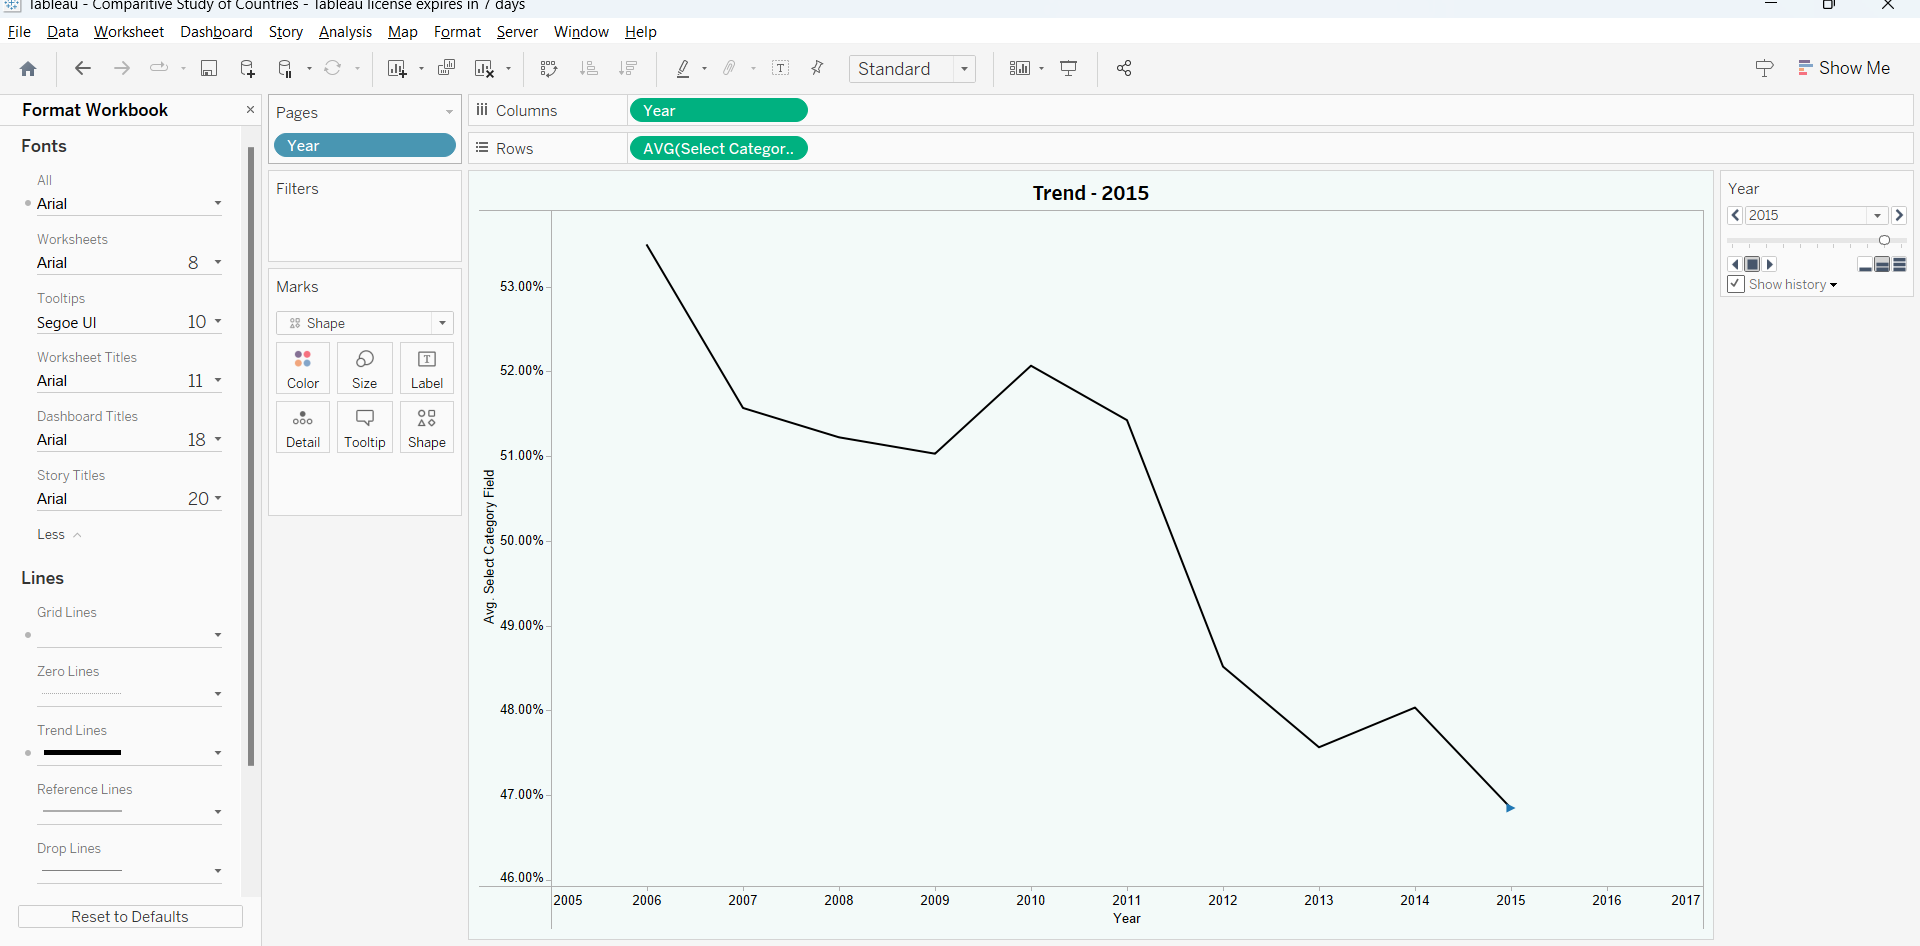 Tableau - Comparitive Study of Countries - Tableau license expires in 7 days
File Data Worksheet Dashboard Story Analysis Map Format Server Window Help
Standard
Show Me
Format Workbook
Fonts
All
Arial
Worksheets
Arial 8
Tooltips
Segoe UI 10
Worksheet Titles
Arial 11
Dashboard Titles
Arial 18
Story Titles
Arial 20
Less
Lines
Grid Lines
Zero Lines
Trend Lines
Reference Lines
Drop Lines
Reset to Defaults
Pages
Year
Filters
Marks
Shape
Color Size Label
Detail Tooltip Shape
Columns Year
Rows AVG(Select Categor..
Trend - 2015
53.00%
52.00%
51.00%
50.00%
49.00%
48.00%
47.00%
46.00%
Avg. Select Category Field
2005 2006 2007 2008 2009 2010 2011 2012 2013 2014 2015 2016 2017
Year
Year
2015
Show history